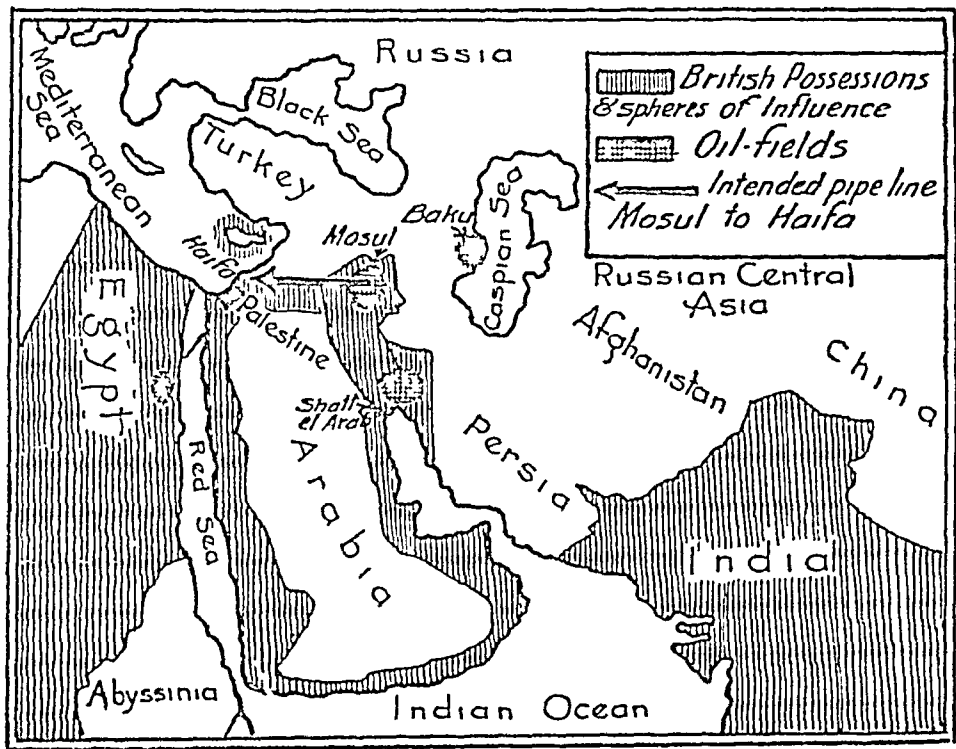 Russia
British Possessions
& spheres of Influence
Oil-fields
Intended pipe line
Mosul to Haifa
Mediterranean
Sea
Black Sea
Turkey
Caspian Sea
Baku
Mosul
Haifa
Palestine
Russian Central
Asia
Afghanistan
China
Egypt
Shatt-
el Arab
Persia
Red Sea
Arabia
India
Abyssinia
Indian Ocean